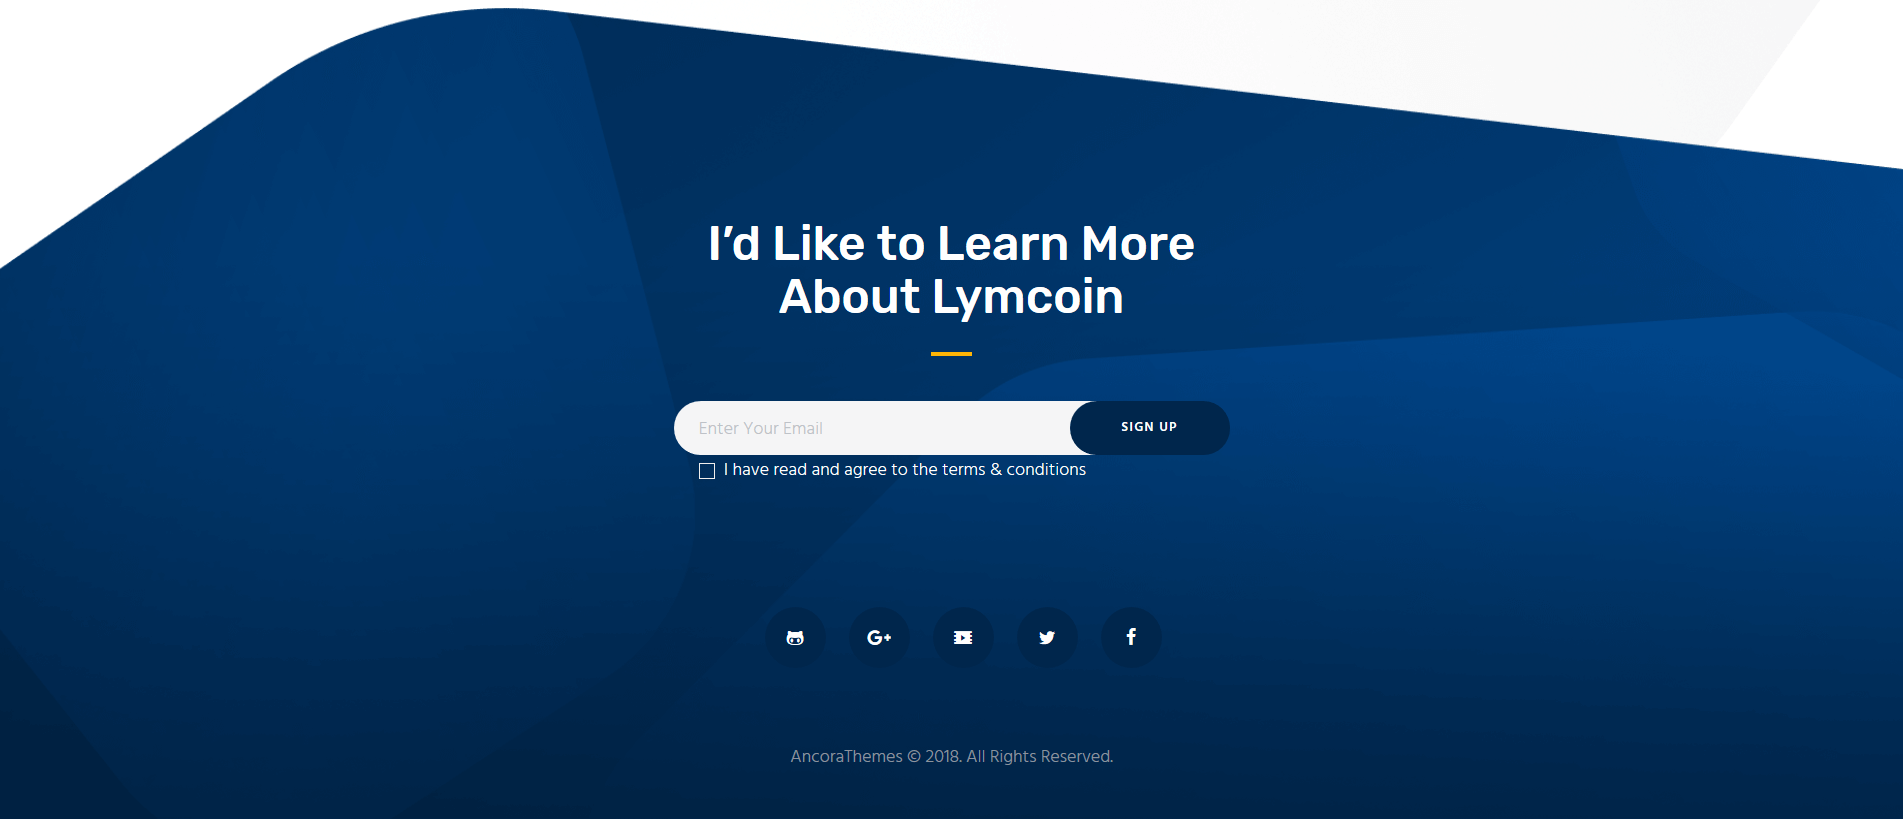 I’d Like to Learn More
About Lymcoin
Enter Your Email
SIGN UP
I have read and agree to the terms & conditions
AncoraThemes © 2018. All Rights Reserved.